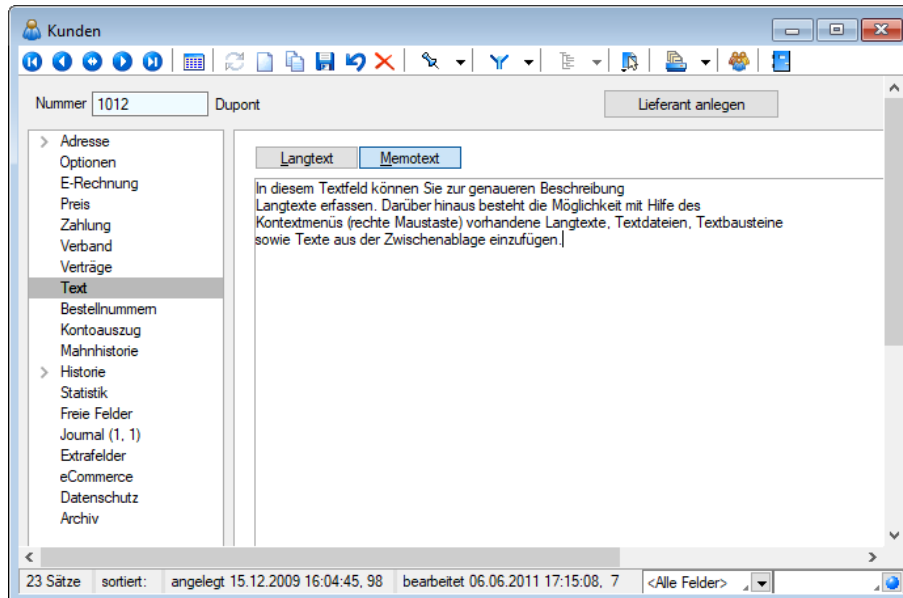 Kunden
Nummer 1012 Dupont Lieferant anlegen
Adresse
Optionen
E-Rechnung
Preis
Zahlung
Verband
Verträge
Text
Bestellnummern
Kontoauszug
Mahnhistorie
Historie
Statistik
Freie Felder
Journal (1, 1)
Extrafelder
eCommerce
Datenschutz
Archiv
Langtext Memotext
In diesem Textfeld können Sie zur genaueren Beschreibung
Langtexte erfassen. Darüber hinaus besteht die Möglichkeit mit Hilfe des
Kontextmenüs (rechte Maustaste) vorhandene Langtexte, Textdateien, Textbausteine
sowie Texte aus der Zwischenablage einzufügen.
23 Sätze sortiert: angelegt 15.12.2009 16:04:45, 98 bearbeitet 06.06.2011 17:15:08, 7 <Alle Felder>